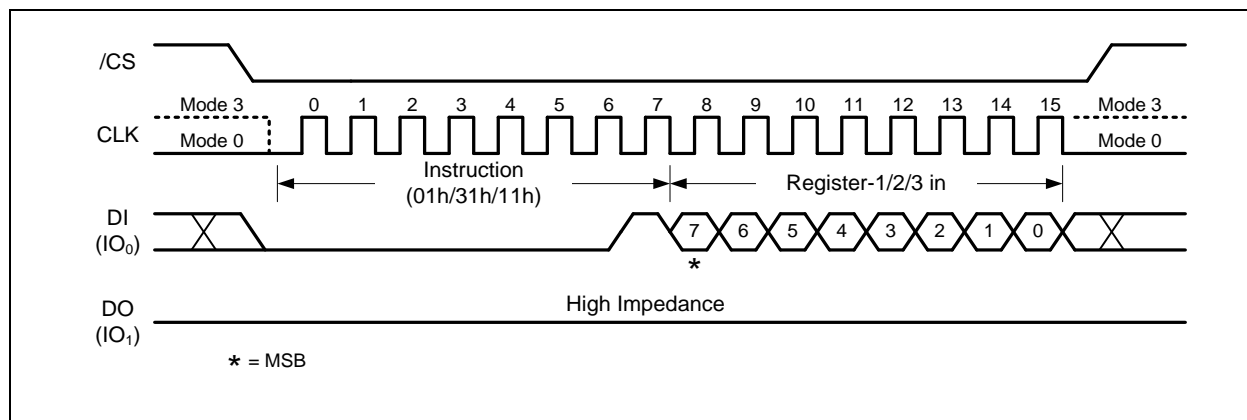 /CS
Mode 3 0 1 2 3 4 5 6 7 8 9 10 11 12 13 14 15 Mode 3
CLK
Mode 0 Mode 0
Instruction
(01h/31h/11h)
Register-1/2/3 in
DI
(IO₀)
7 6 5 4 3 2 1 0
*
High Impedance
DO
(IO₁)
* = MSB